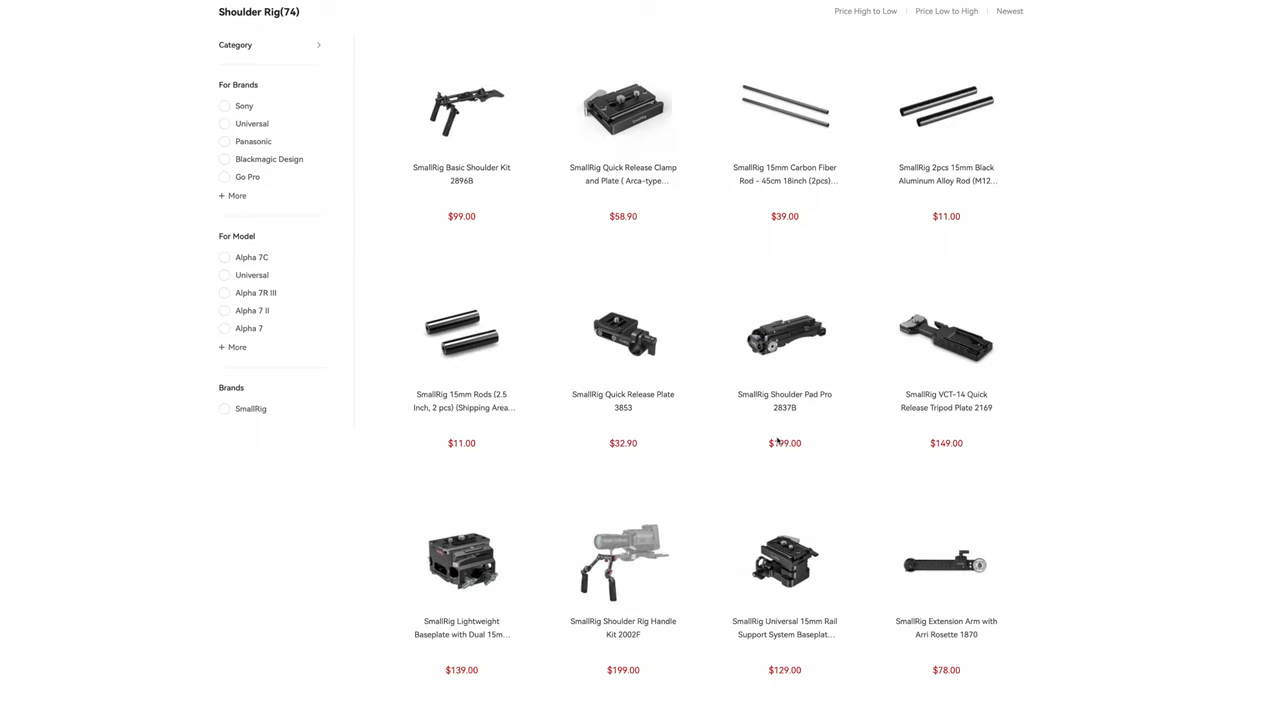 Shoulder Rig(74)
Price High to Low
Price Low to High
Newest
Category
For Brands
Sony
Universal
Panasonic
Blackmagic Design
Go Pro
+ More
For Model
Alpha 7C
Universal
Alpha 7R III
Alpha 7 II
Alpha 7
+ More
Brands
SmallRig
SmallRig Basic Shoulder Kit
2896B
$99.00
SmallRig Quick Release Clamp
and Plate ( Arca-type...
$58.90
SmallRig 15mm Carbon Fiber
Rod - 45cm 18inch (2pcs)...
$39.00
SmallRig 2pcs 15mm Black
Aluminum Alloy Rod (M12...
$11.00
SmallRig 15mm Rods (2.5
Inch, 2 pcs) (Shipping Area...
$11.00
SmallRig Quick Release Plate
3853
$32.90
SmallRig Shoulder Pad Pro
2837B
$199.00
SmallRig VCT-14 Quick
Release Tripod Plate 2169
$149.00
SmallRig Lightweight
Baseplate with Dual 15m...
$139.00
SmallRig Shoulder Rig Handle
Kit 2002F
$199.00
SmallRig Universal 15mm Rail
Support System Baseplat...
$129.00
SmallRig Extension Arm with
Arri Rosette 1870
$78.00